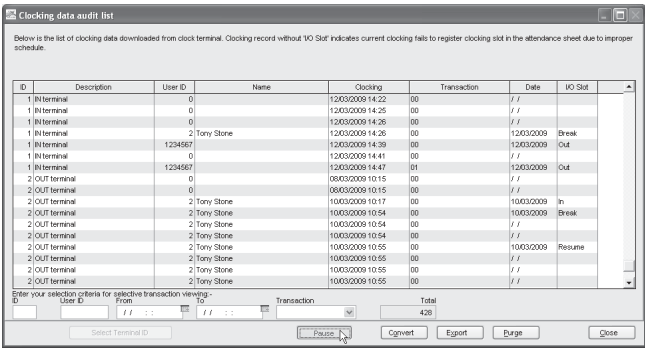 Clocking data audit list
Below is the list of clocking data downloaded from clock terminal. Clocking record without 'I/O Slot' indicates current clocking fails to register clocking slot in the attendance sheet due to improper
schedule.
ID Description User ID Name Clocking Transaction Date I/O Slot
1 IN terminal 0 12/03/2009 14:22 00 / /
1 IN terminal 0 12/03/2009 14:25 00 / /
1 IN terminal 0 12/03/2009 14:26 00 / /
1 IN terminal 2 Tony Stone 12/03/2009 14:26 00 12/03/2009 Break
1 IN terminal 1234567 12/03/2009 14:39 00 12/03/2009 Out
1 IN terminal 0 12/03/2009 14:41 00 / /
1 IN terminal 1234567 12/03/2009 14:47 01 12/03/2009 Out
2 OUT terminal 0 08/03/2009 10:15 00 / /
2 OUT terminal 0 08/03/2009 10:15 00 / /
2 OUT terminal 2 Tony Stone 10/03/2009 10:17 00 10/03/2009 In
2 OUT terminal 2 Tony Stone 10/03/2009 10:54 00 10/03/2009 Break
2 OUT terminal 2 Tony Stone 10/03/2009 10:54 00 / /
2 OUT terminal 2 Tony Stone 10/03/2009 10:55 00 10/03/2009 Resume
2 OUT terminal 2 Tony Stone 10/03/2009 10:55 00 / /
2 OUT terminal 2 Tony Stone 10/03/2009 10:55 00 / /
2 OUT terminal 2 Tony Stone 10/03/2009 10:55 00 / /
Enter your selection criteria for selective transaction viewing:-
ID User ID From To Transaction Total
/ / : : / / : : 428
Select Terminal ID Pause Convert Export Purge Close